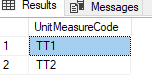 Results Messages
UnitMeasureCode
1 TT1
2 TT2